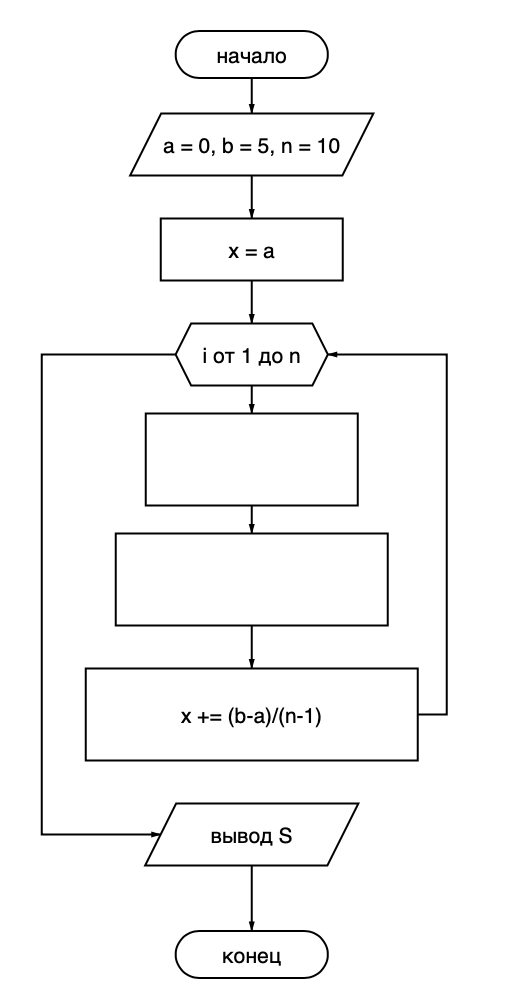 начало
a = 0, b = 5, n = 10
x = a
i от 1 до n
x += (b-a)/(n-1)
вывод S
конец